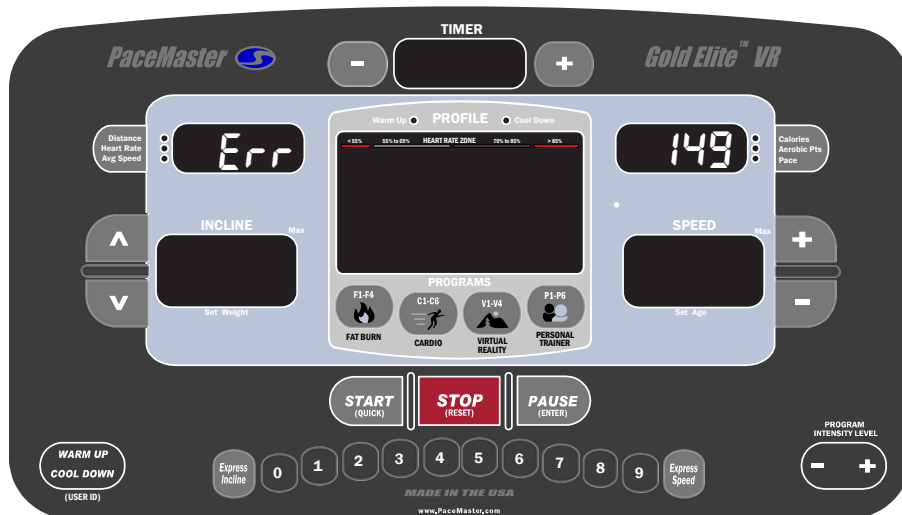 TIMER
PaceMaster
Gold Elite™ VR
-
+
Warm Up
PROFILE
Cool Down
Distance
Heart Rate
Avg Speed
Err
<55%
55% to 69%
HEART RATE ZONE
70% to 85%
> 85%
149
Calories
Aerobic Pts
Pace
INCLINE
Max
Set Weight
SPEED
Max
Set Age
+
-
PROGRAMS
F1-F4
C1-C6
V1-V4
P1-P6
FAT BURN
CARDIO
VIRTUAL
REALITY
PERSONAL
TRAINER
START
(QUICK)
STOP
(RESET)
PAUSE
(ENTER)
WARM UP
COOL DOWN
(USER ID)
Express
Incline
0
1
2
3
4
5
6
7
8
9
Express
Speed
PROGRAM
INTENSITY LEVEL
- +
MADE IN THE USA
www.PaceMaster.com